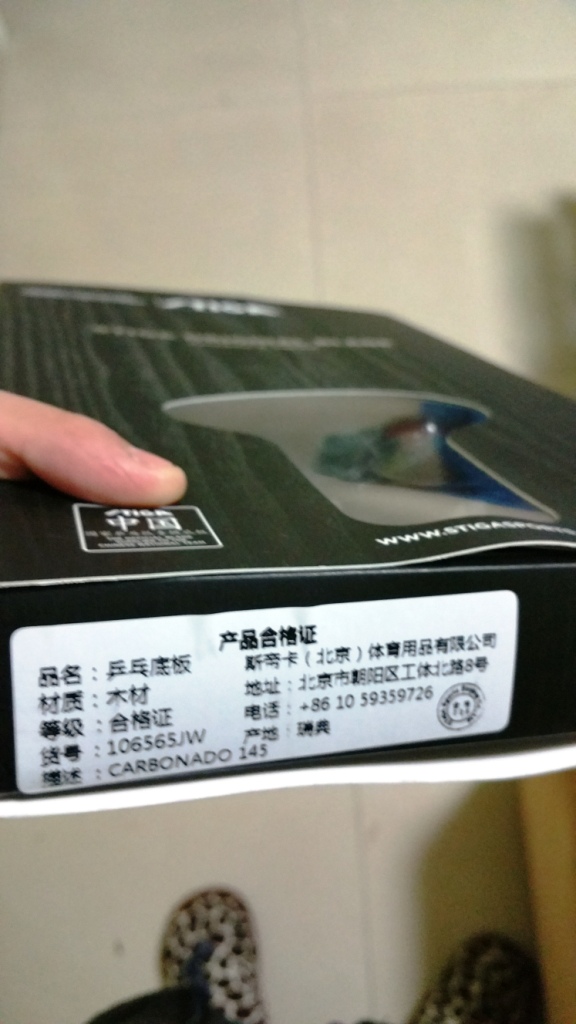 STIGA
STIGA
中国
WWW.STIGASPORTS
产品合格证
品名：乒乓底板
材质：木材
等级：合格证
货号：106565JW
描述：CARBONADO 145
斯帝卡（北京）体育用品有限公司
地址：北京市朝阳区工体北路8号
电话：+86 10 59359726
产地：瑞典